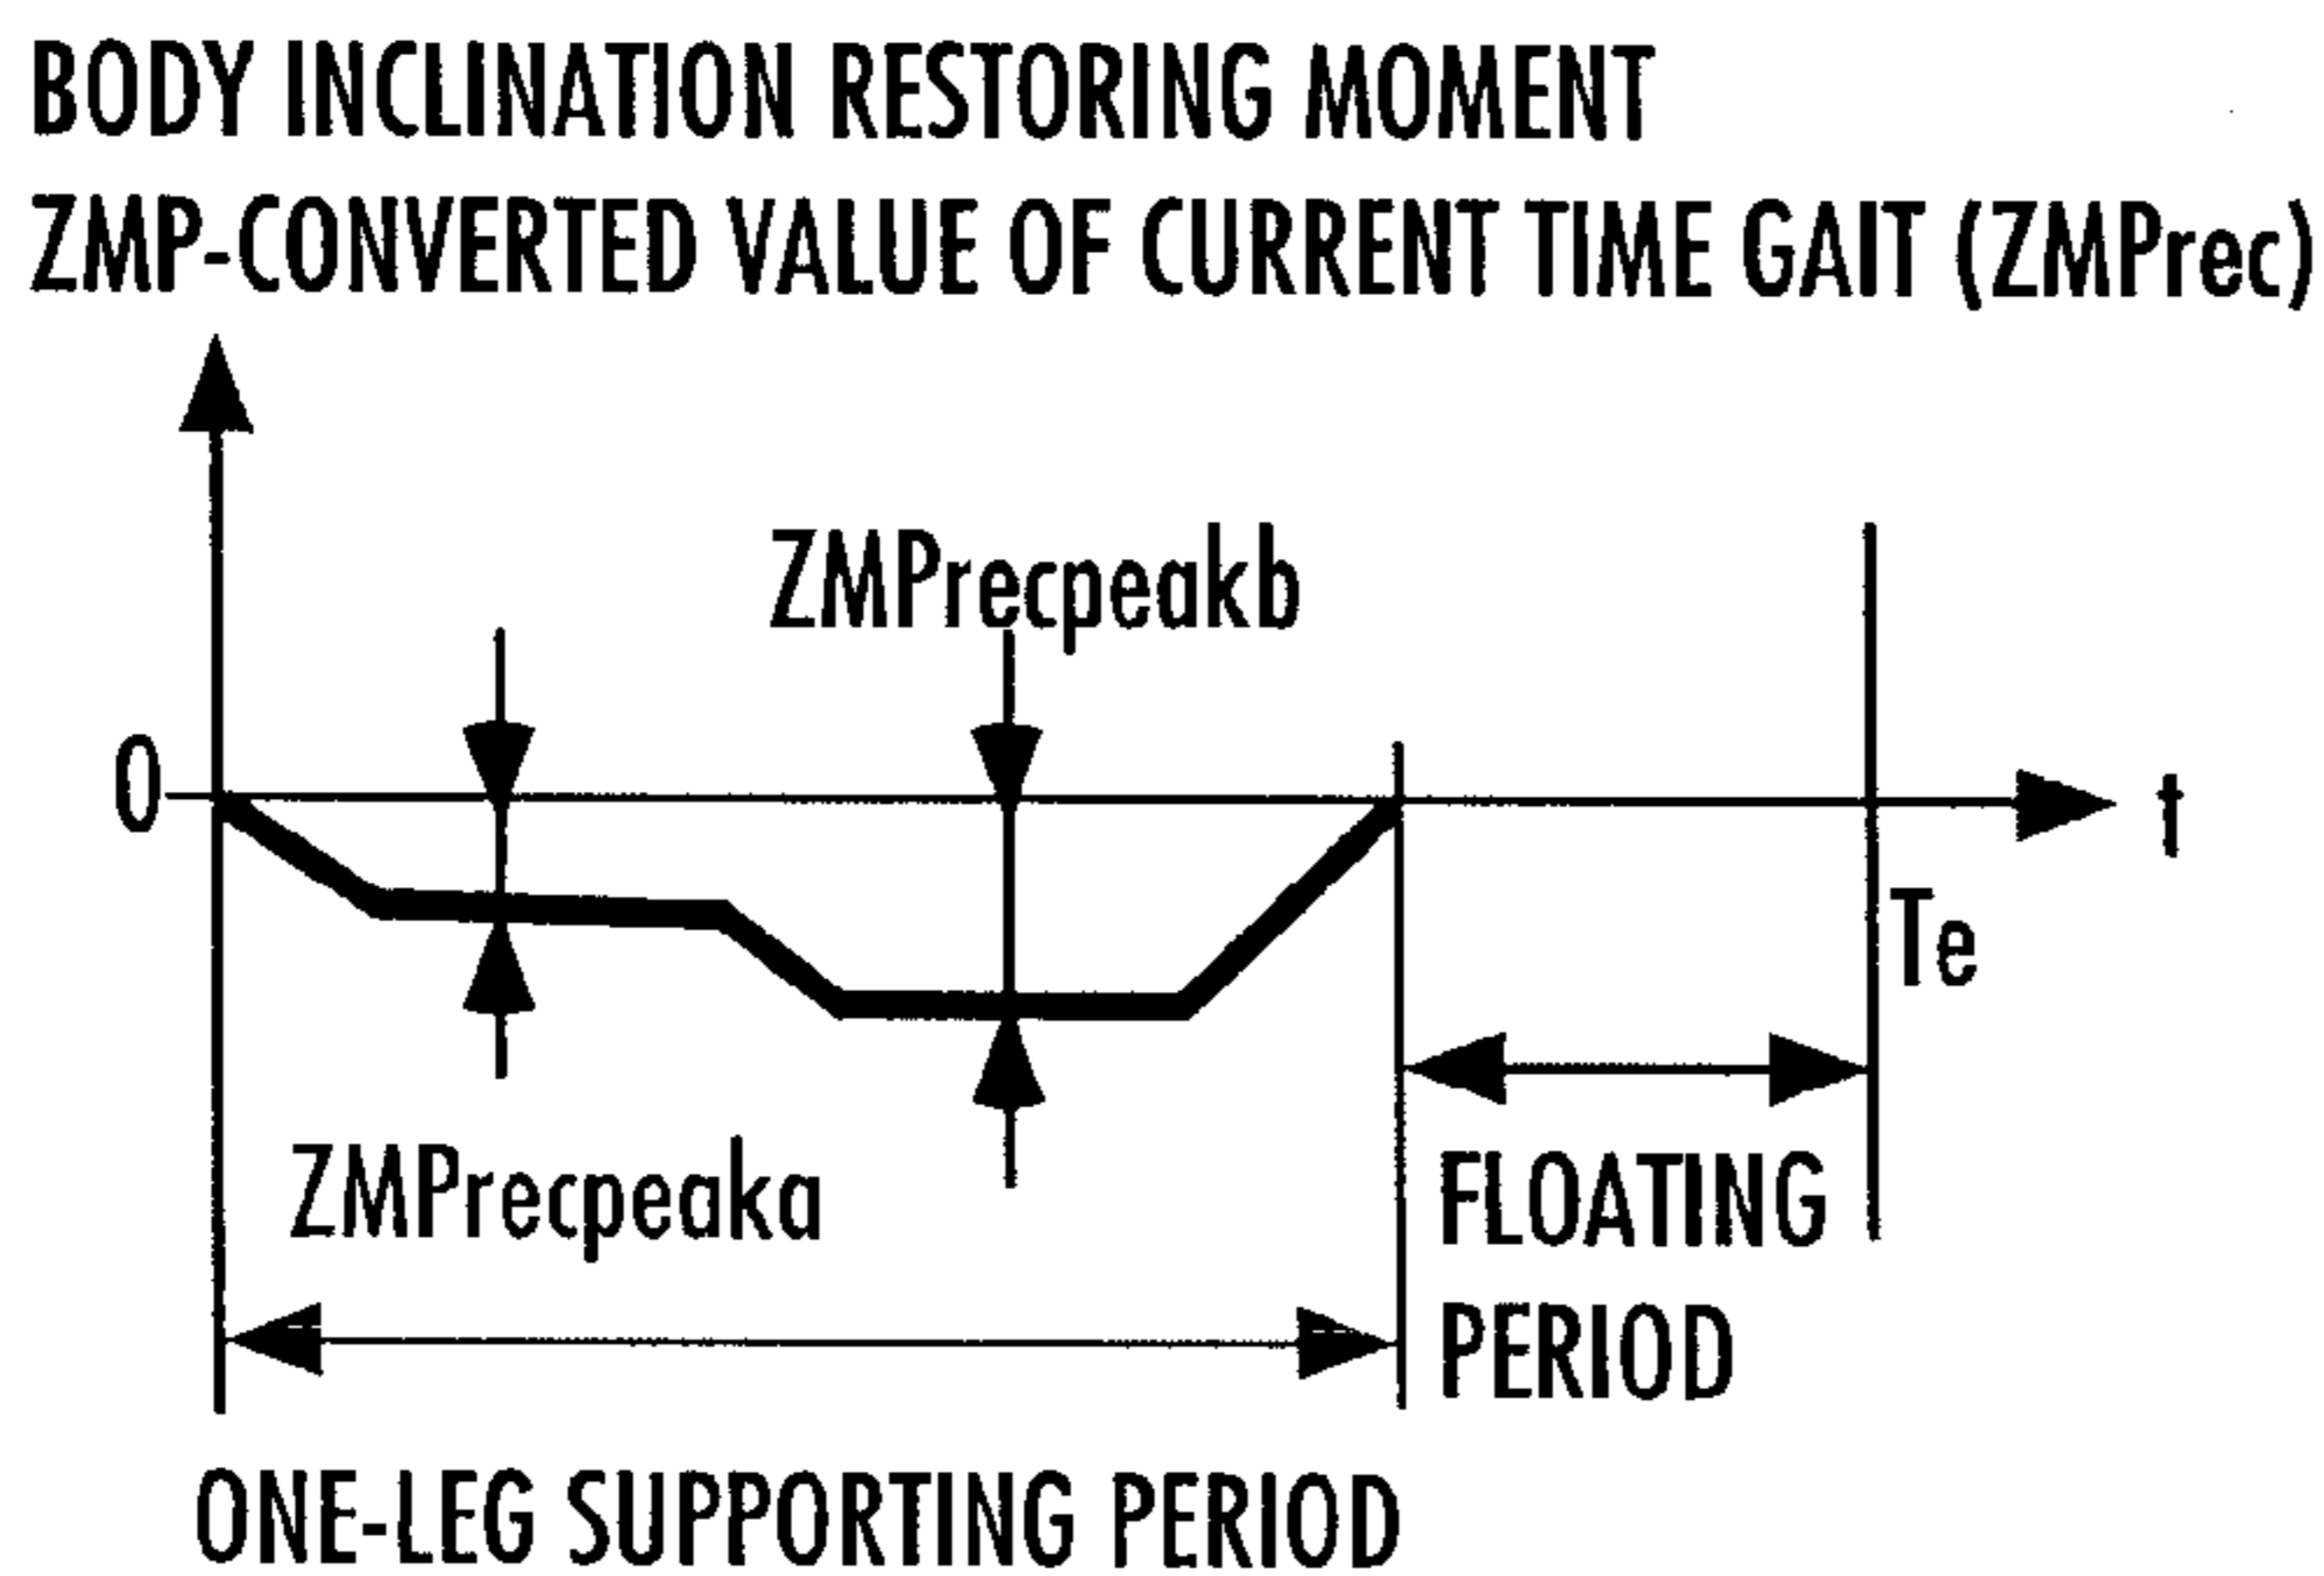 BODY INCLINATION RESTORING MOMENT
ZMP-CONVERTED VALUE OF CURRENT TIME GAIT (ZMPrec)
ZMPrecpeakb
0
t
Te
ZMPrecpeaka
FLOATING
PERIOD
ONE-LEG SUPPORTING PERIOD